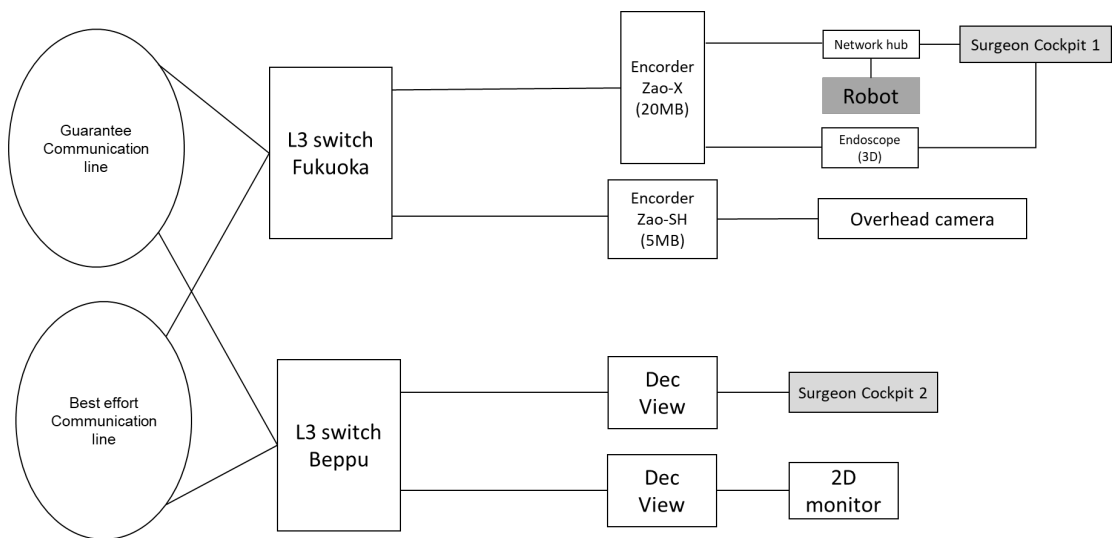 Guarantee
Communication
line
L3 switch
Fukuoka
Encorder
Zao-X
(20MB)
Network hub
Surgeon Cockpit 1
Robot
Endoscope
(3D)
Encorder
Zao-SH
(5MB)
Overhead camera
Best effort
Communication
line
L3 switch
Beppu
Dec
View
Surgeon Cockpit 2
Dec
View
2D
monitor